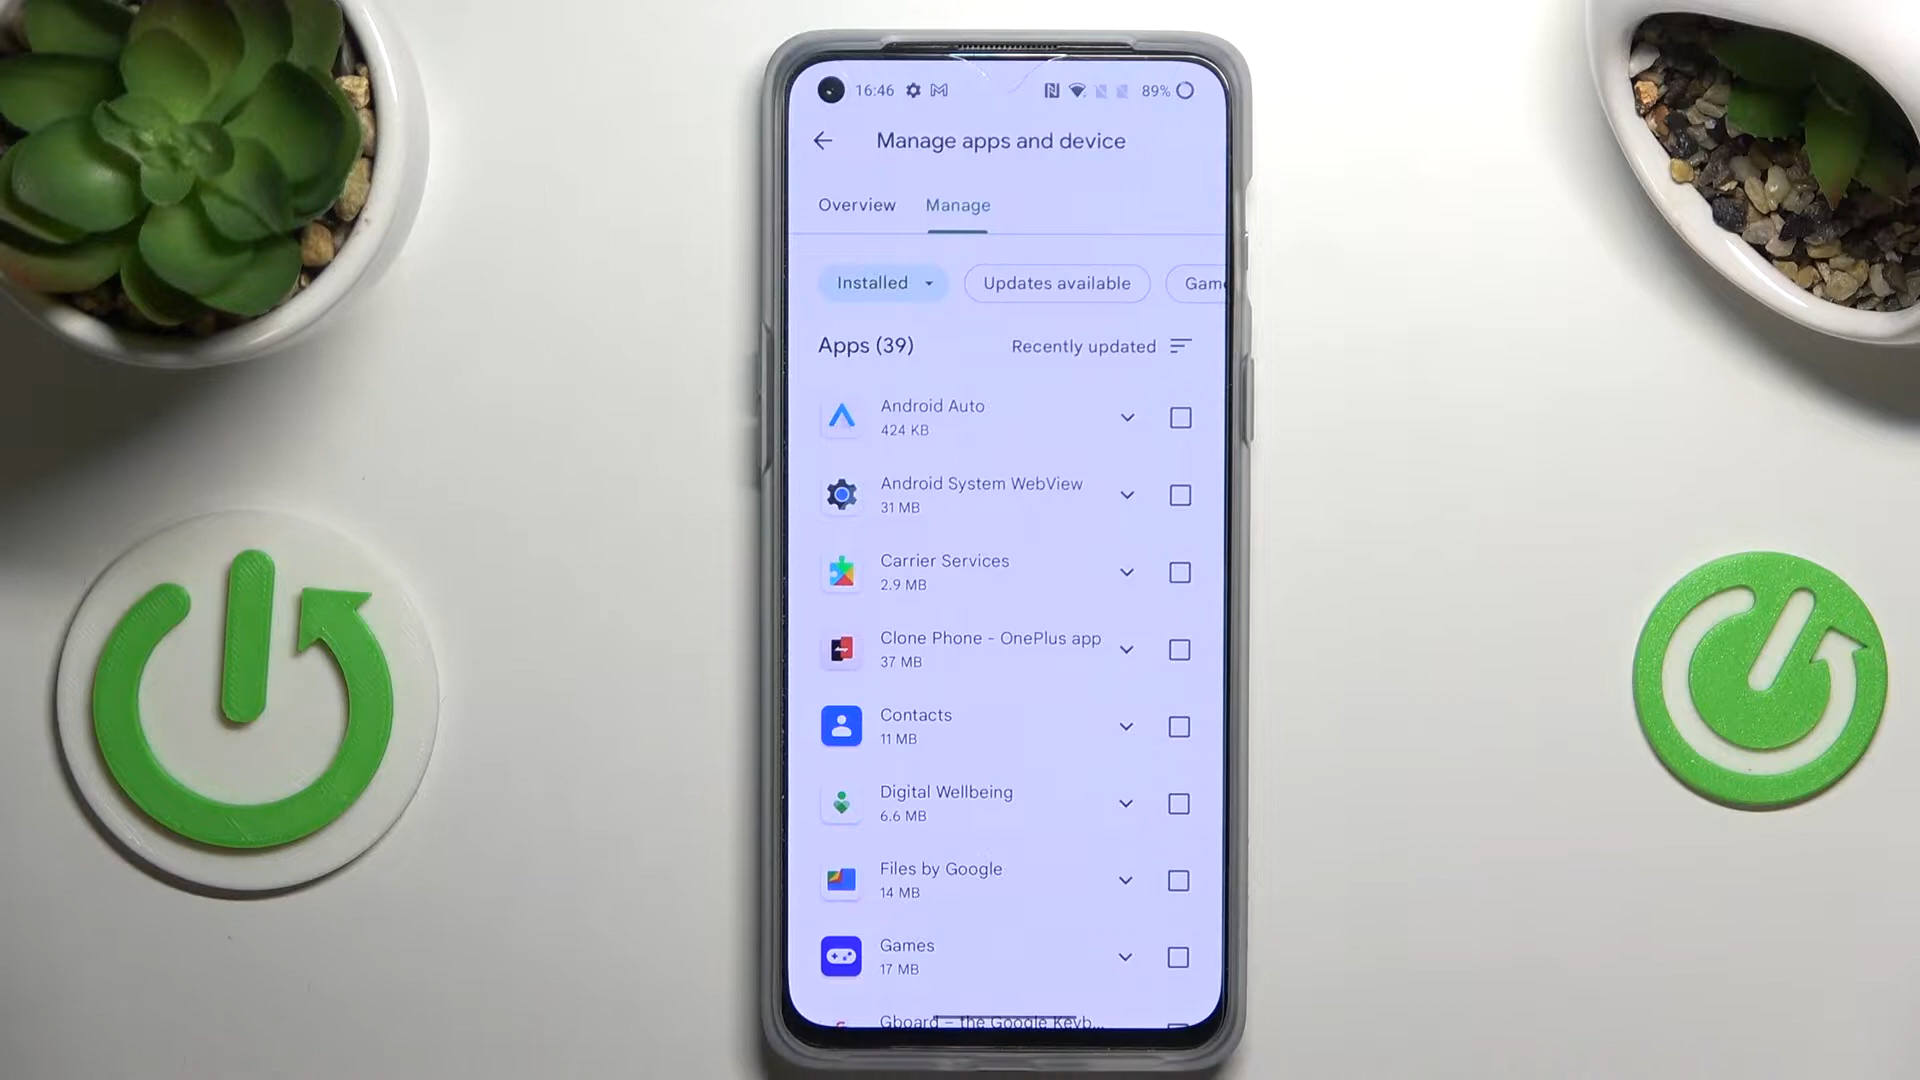 16:46
89%
Manage apps and device
Overview
Manage
Installed
Updates available
Gam
Apps (39)
Recently updated
Android Auto
424 KB
Android System WebView
31 MB
Carrier Services
2.9 MB
Clone Phone - OnePlus app
37 MB
Contacts
11 MB
Digital Wellbeing
6.6 MB
Files by Google
14 MB
Games
17 MB
Gboard – the Google Keyb...